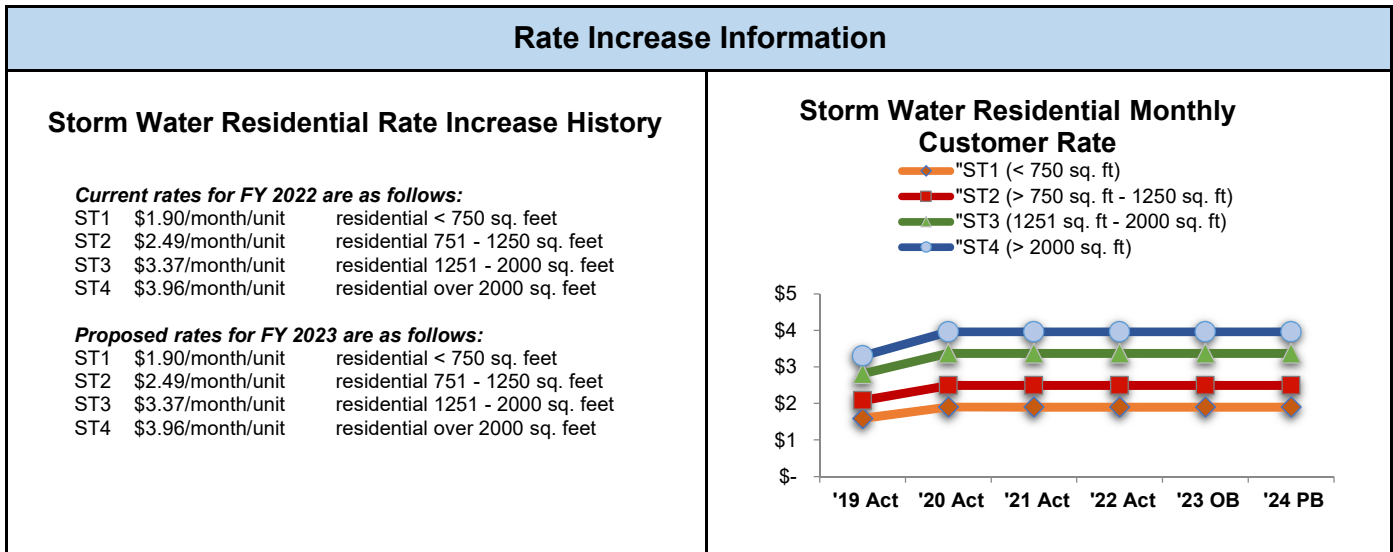 Rate Increase Information
Storm Water Residential Rate Increase History
Current rates for FY 2022 are as follows:
ST1 $1.90/month/unit residential < 750 sq. feet
ST2 $2.49/month/unit residential 751 - 1250 sq. feet
ST3 $3.37/month/unit residential 1251 - 2000 sq. feet
ST4 $3.96/month/unit residential over 2000 sq. feet
Proposed rates for FY 2023 are as follows:
ST1 $1.90/month/unit residential < 750 sq. feet
ST2 $2.49/month/unit residential 751 - 1250 sq. feet
ST3 $3.37/month/unit residential 1251 - 2000 sq. feet
ST4 $3.96/month/unit residential over 2000 sq. feet
Storm Water Residential Monthly
Customer Rate
"ST1 (< 750 sq. ft)
"ST2 (> 750 sq. ft - 1250 sq. ft)
"ST3 (1251 sq. ft - 2000 sq. ft)
"ST4 (> 2000 sq. ft)
$5
$4
$3
$2
$1
$-
'19 Act '20 Act '21 Act '22 Act '23 OB '24 PB